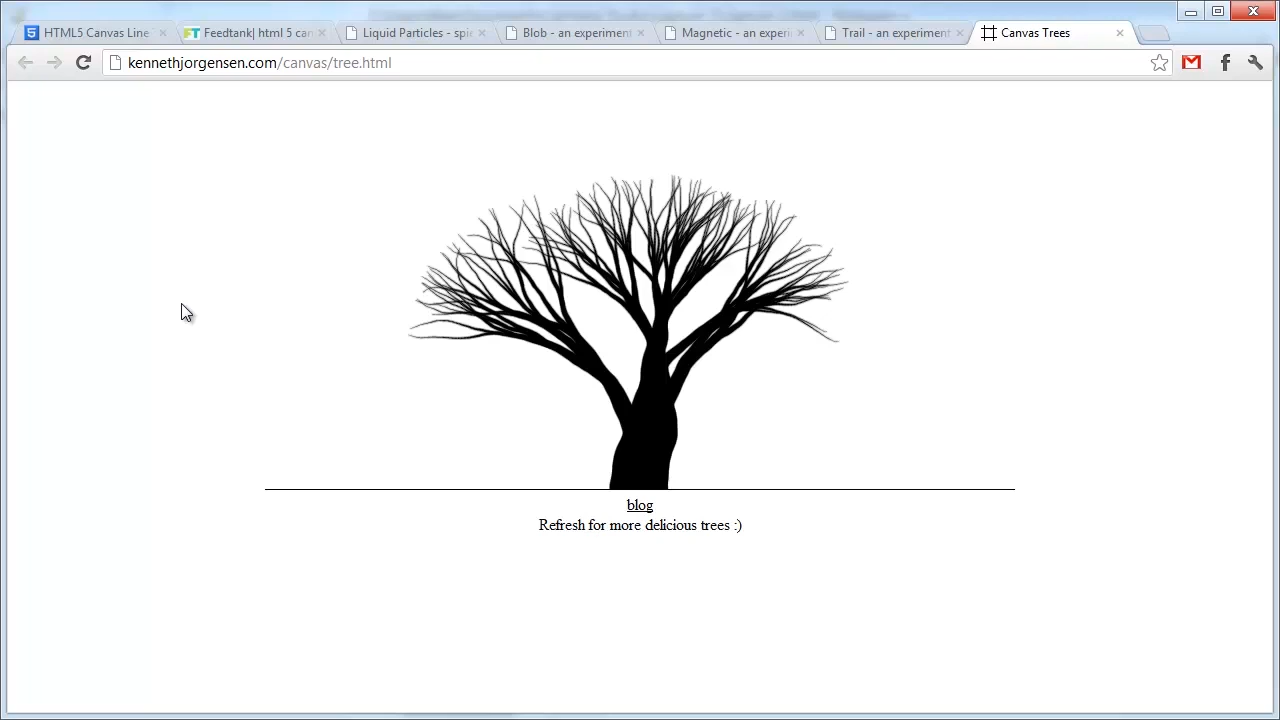 HTML5 Canvas Line
Feedtank| html 5 can
Liquid Particles - sp
Blob - an experiment
Magnetic - an experi
Trail - an experiment
Canvas Trees
kennethjorgensen.com/canvas/tree.html
blog
Refresh for more delicious trees :)